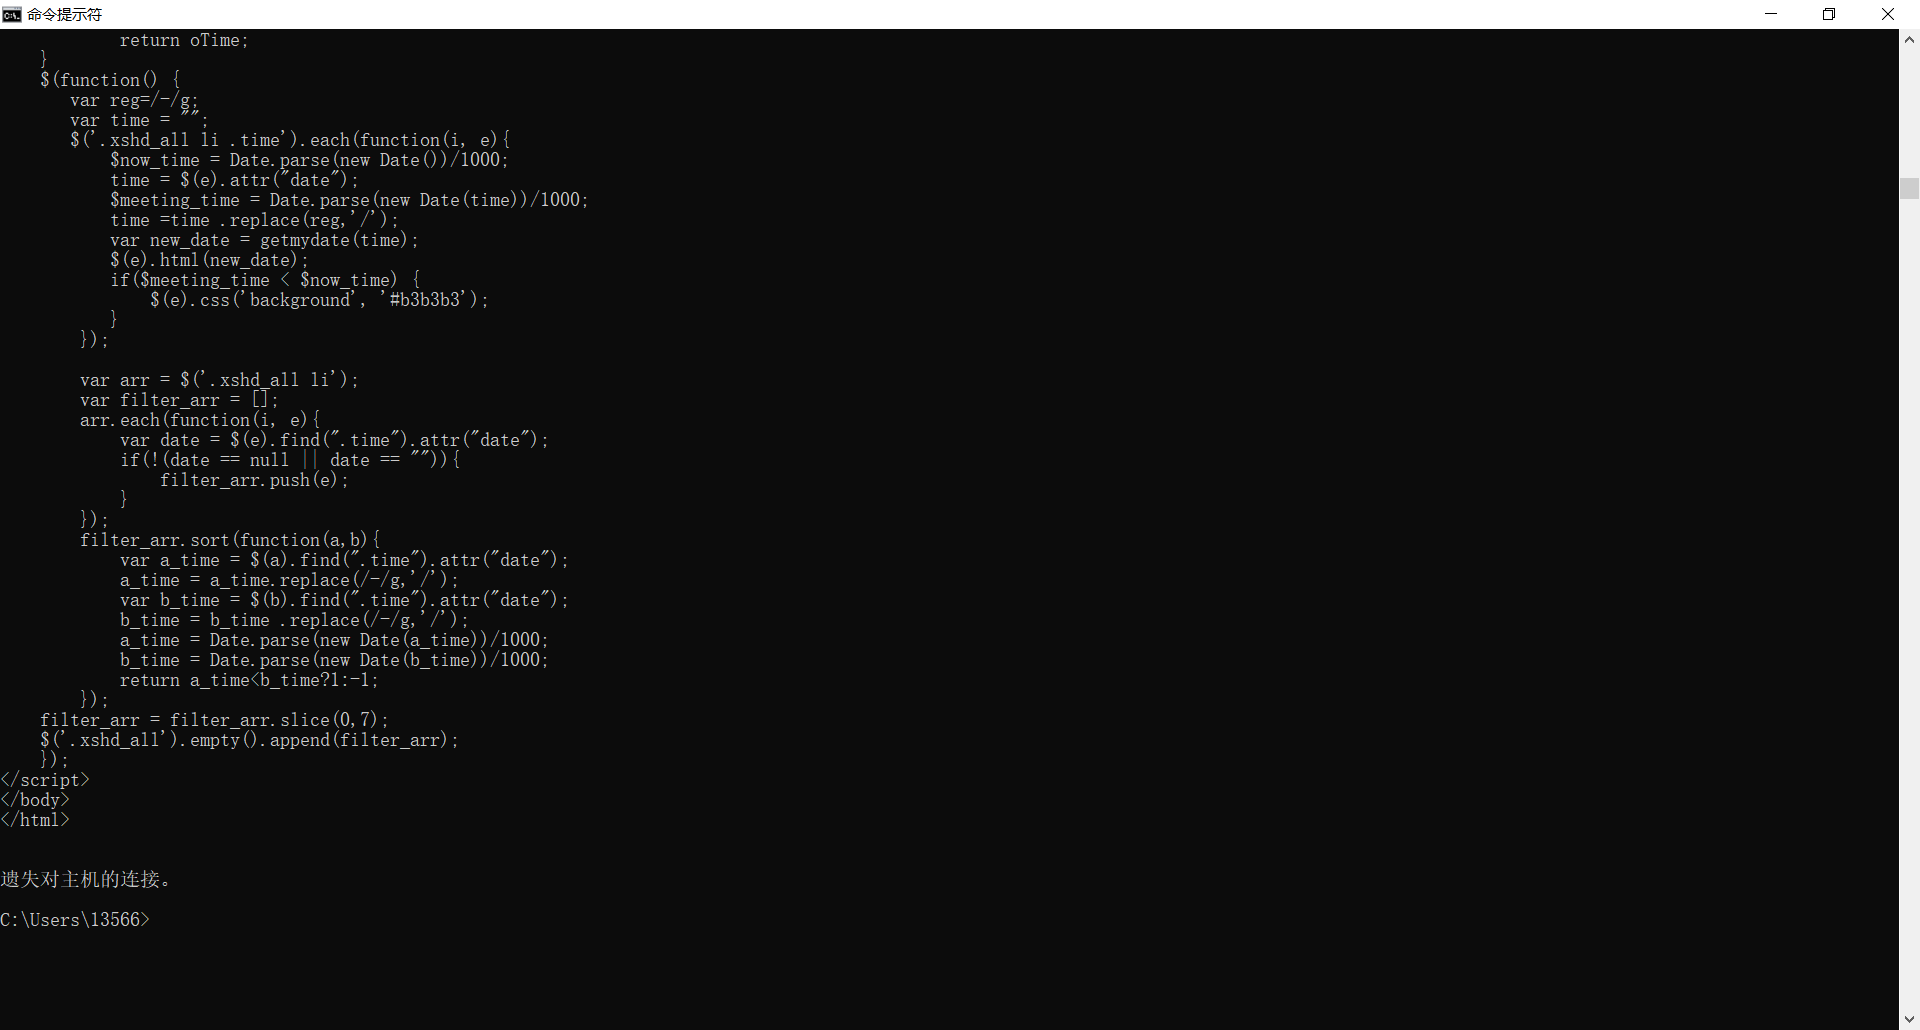 命令提示符
return oTime;
}
$(function() {
var reg=/-/g;
var time = "";
$('.xshd_all li .time').each(function(i, e){
$now_time = Date.parse(new Date())/1000;
time = $(e).attr("date");
$meeting_time = Date.parse(new Date(time))/1000;
time =time .replace(reg,'/');
var new_date = getmydate(time);
$(e).html(new_date);
if($meeting_time < $now_time) {
$(e).css('background', '#b3b3b3');
}
});
var arr = $('.xshd_all li');
var filter_arr = [];
arr.each(function(i, e){
var date = $(e).find(".time").attr("date");
if(!(date == null || date == "")){
filter_arr.push(e);
}
});
filter_arr.sort(function(a,b){
var a_time = $(a).find(".time").attr("date");
a_time = a_time.replace(/-/g,'/');
var b_time = $(b).find(".time").attr("date");
b_time = b_time .replace(/-/g,'/');
a_time = Date.parse(new Date(a_time))/1000;
b_time = Date.parse(new Date(b_time))/1000;
return a_time<b_time?1:-1;
});
filter_arr = filter_arr.slice(0,7);
$('.xshd_all').empty().append(filter_arr);
});
</script>
</body>
</html>
遗失对主机的连接。
C:\Users\13566>